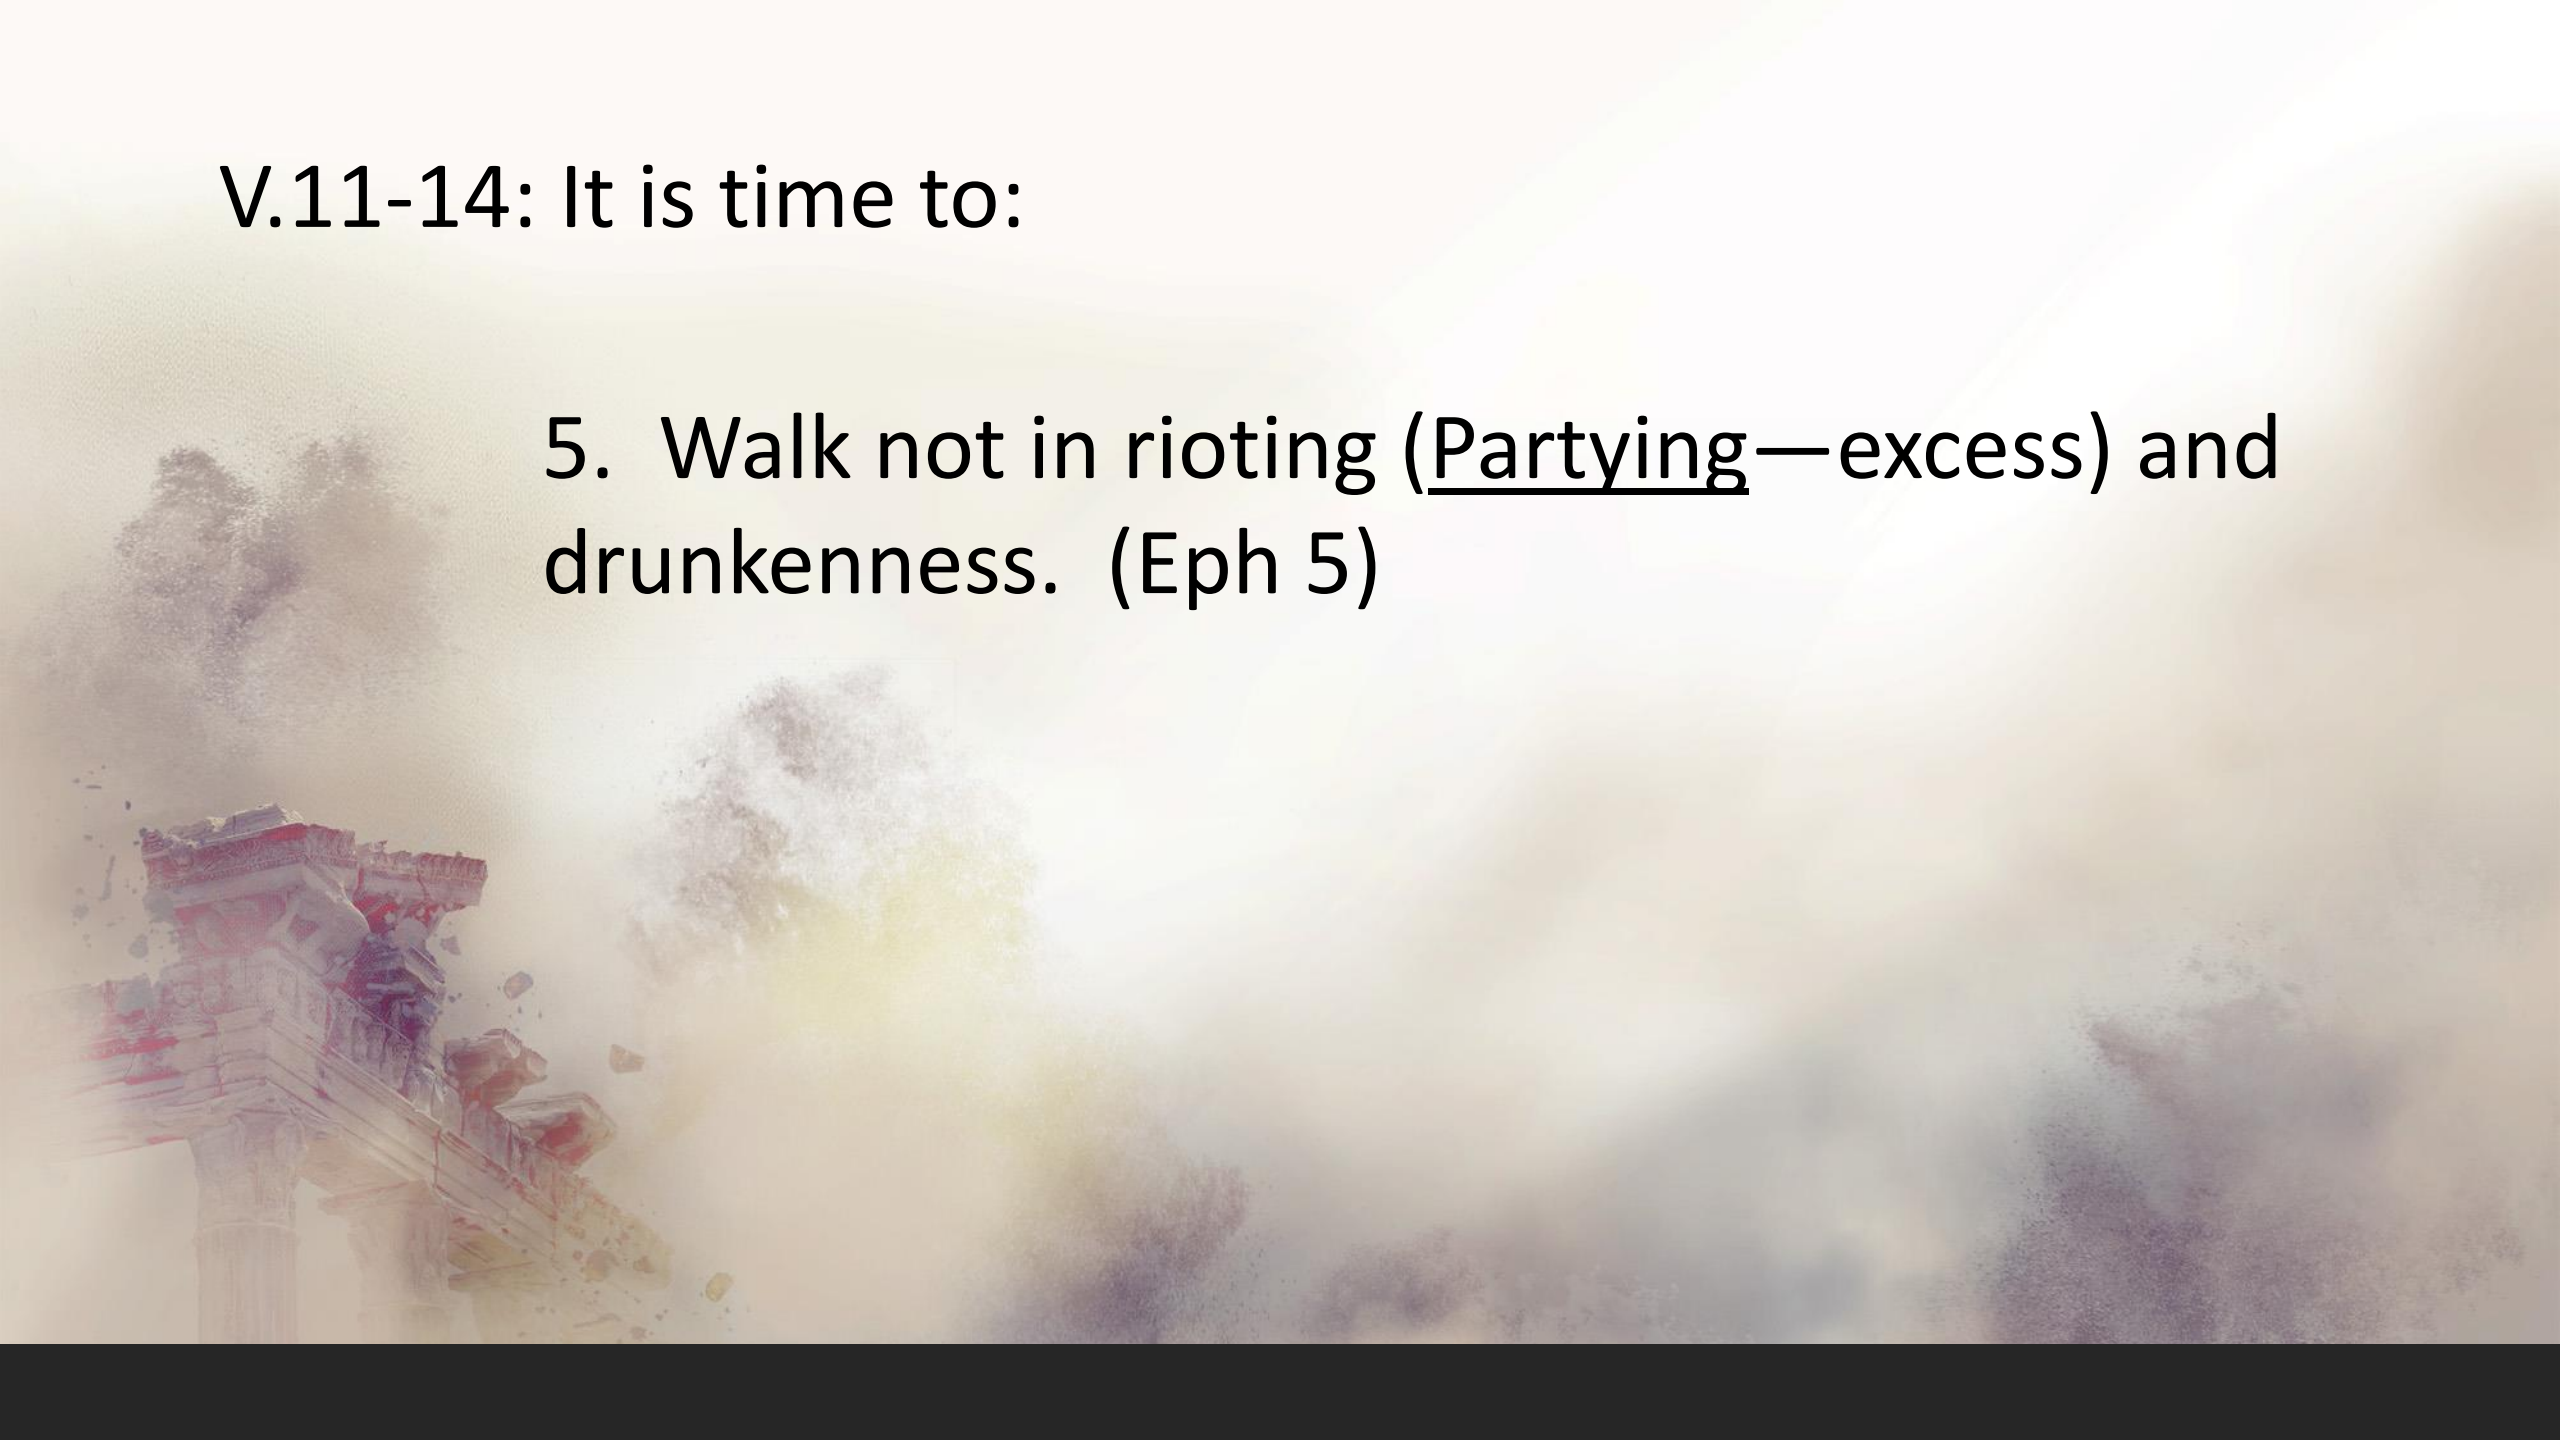 V.11-14: It is time to:
5.  Walk not in rioting (Partying—excess) and
drunkenness.  (Eph 5)